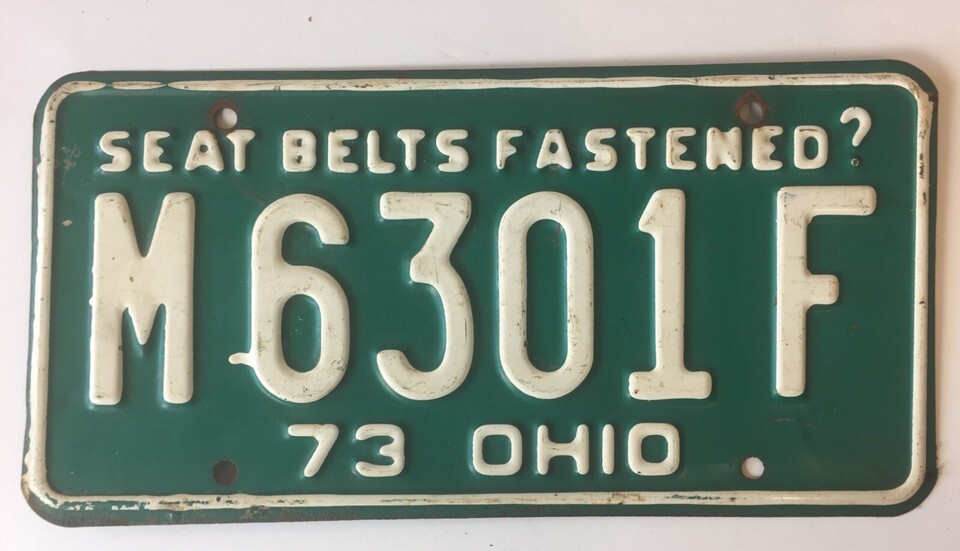 SEAT BELTS FASTENED?
M6301F
73 OHIO